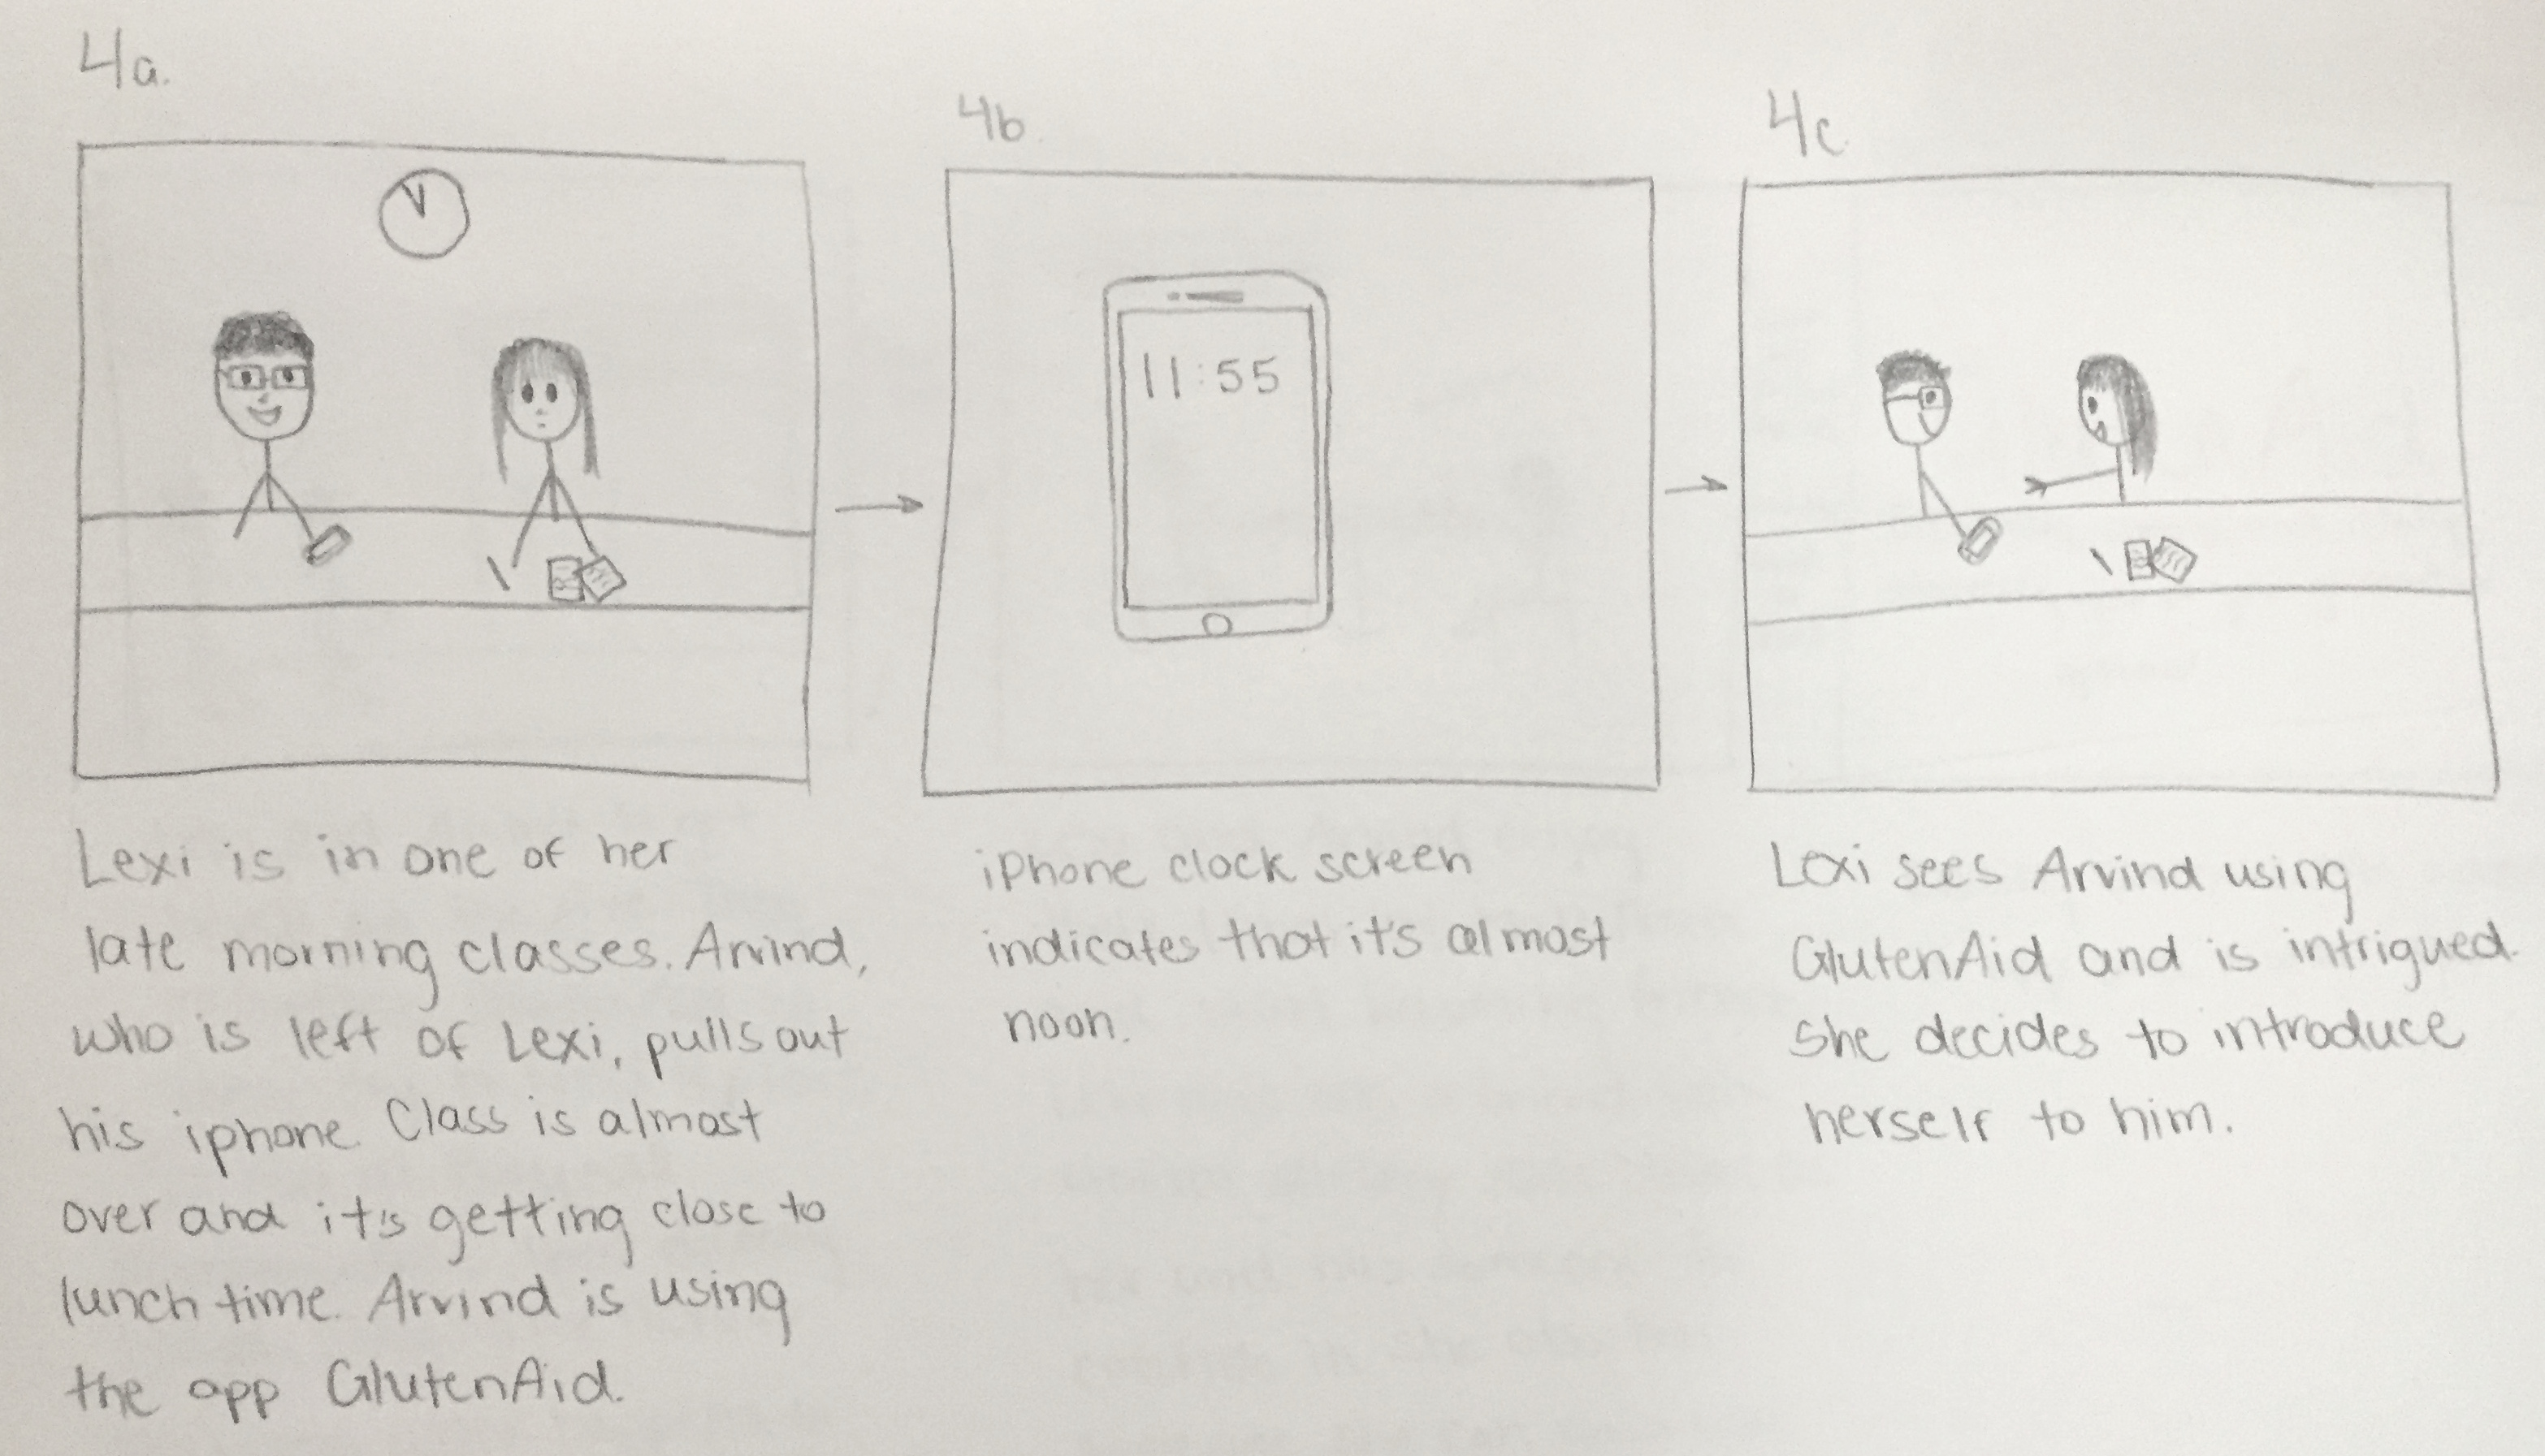 4a.
Lexi is in one of her
late morning classes. Arvind,
who is left of Lexi, pulls out
his iphone. Class is almost
over and it's getting close to
lunch time. Arvind is using
the app GlutenAid.
4b.
11:55
iPhone clock screen
indicates that it's almost
noon.
4c.
Lexi sees Arvind using
GlutenAid and is intrigued.
She decides to introduce
herself to him.